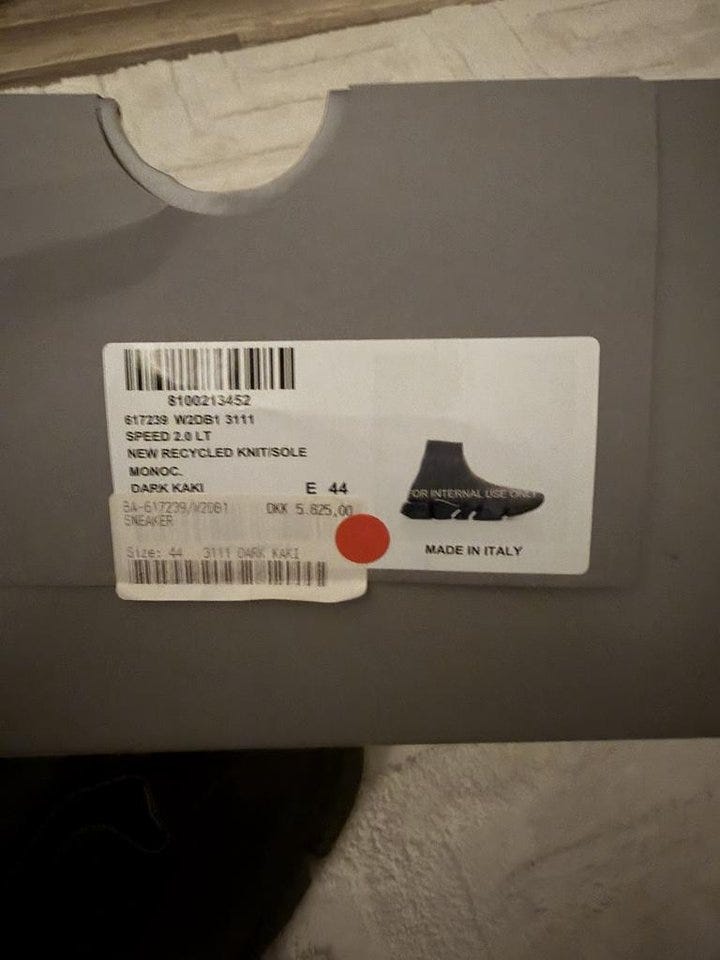 8100213452
617239 W2DB1 3111
SPEED 2.0 LT
NEW RECYCLED KNIT/SOLE
MONOC.
DARK KAKI E 44
BA-617239/W2DB1 DKK 5.825,00
SNEAKER
Size: 44 3111 DARK KAKI
FOR INTERNAL USE ONLY
MADE IN ITALY